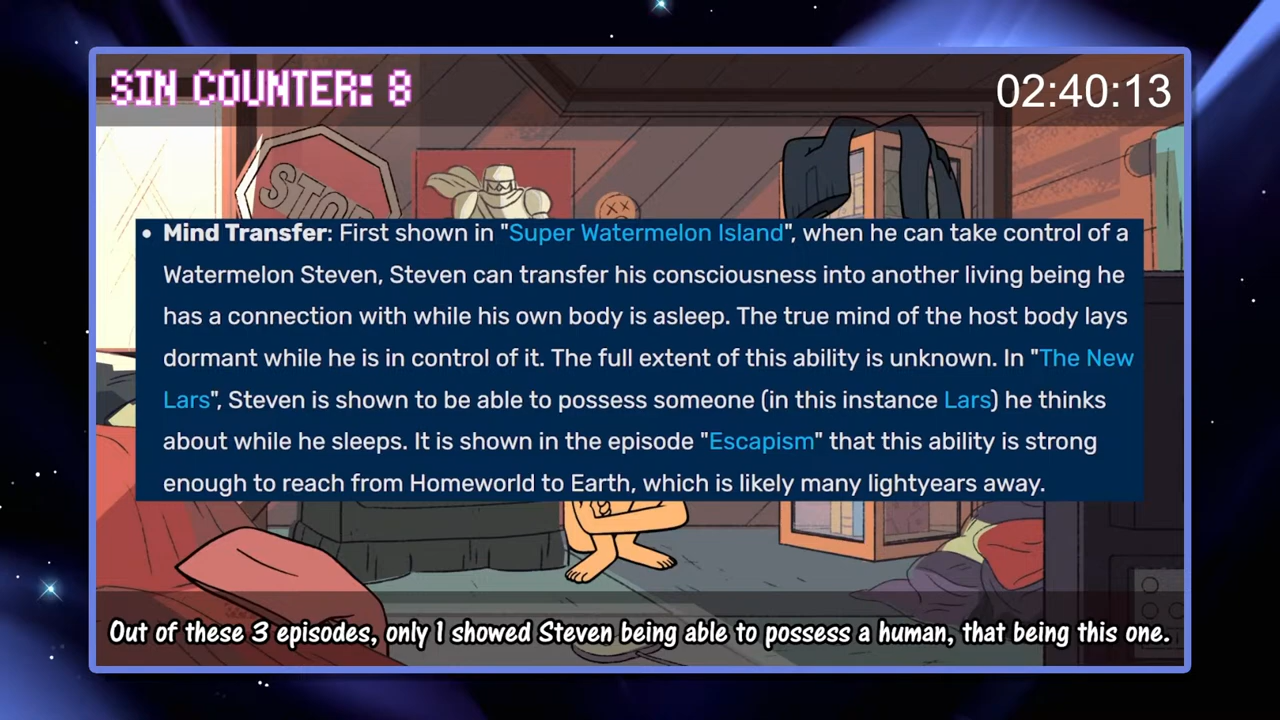 SIN COUNTER: 8
02:40:13
STOP
• Mind Transfer: First shown in "Super Watermelon Island", when he can take control of a
Watermelon Steven, Steven can transfer his consciousness into another living being he
has a connection with while his own body is asleep. The true mind of the host body lays
dormant while he is in control of it. The full extent of this ability is unknown. In "The New
Lars", Steven is shown to be able to possess someone (in this instance Lars) he thinks
about while he sleeps. It is shown in the episode "Escapism" that this ability is strong
enough to reach from Homeworld to Earth, which is likely many lightyears away.
Out of these 3 episodes, only 1 showed Steven being able to possess a human, that being this one.